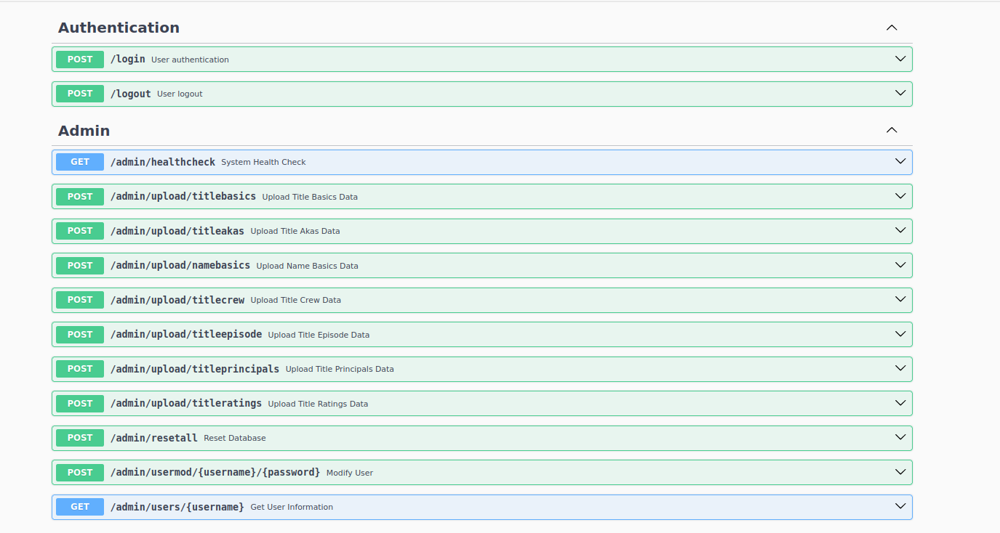 Authentication
POST /login User authentication
POST /logout User logout
Admin
GET /admin/healthcheck System Health Check
POST /admin/upload/titlebasics Upload Title Basics Data
POST /admin/upload/titleakas Upload Title Akas Data
POST /admin/upload/namebasics Upload Name Basics Data
POST /admin/upload/titlecrew Upload Title Crew Data
POST /admin/upload/titleepisode Upload Title Episode Data
POST /admin/upload/titleprincipals Upload Title Principals Data
POST /admin/upload/titleratings Upload Title Ratings Data
POST /admin/resetall Reset Database
POST /admin/usermod/{username}/{password} Modify User
GET /admin/users/{username} Get User Information